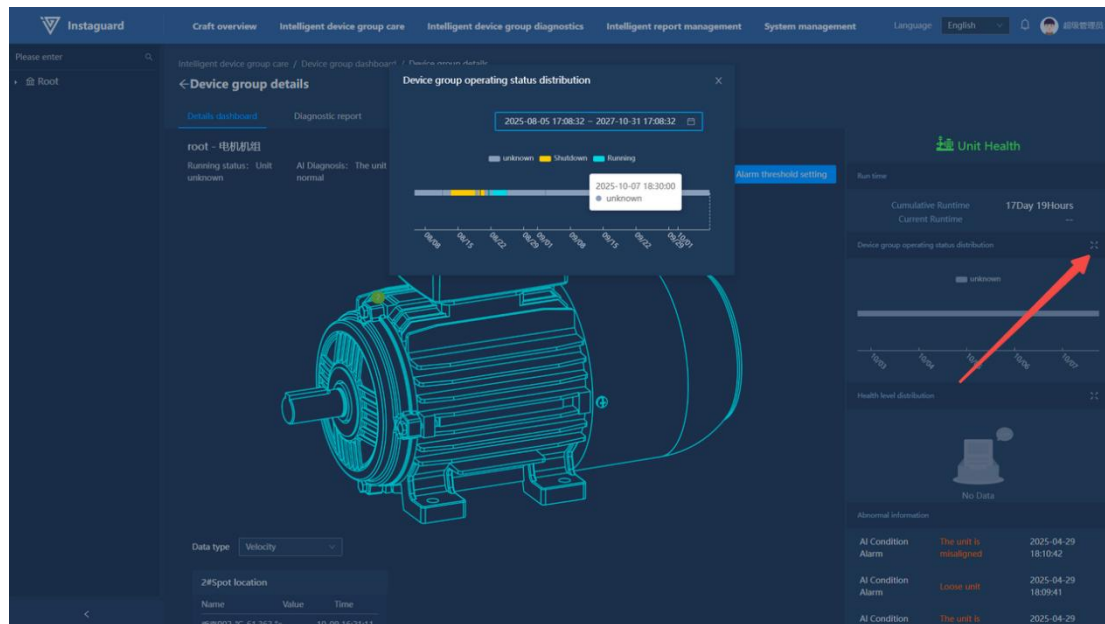 Instaguard
Craft overview
Intelligent device group care
Intelligent device group diagnostics
Intelligent report management
System management
Language
English
超级管理员
Please enter
Root
Intelligent device group care / Device group dashboard / Device group details
←Device group details
Details dashboard
Diagnostic report
root - 电机机组
Running status: Unit unknown
AI Diagnosis: The unit normal
Alarm threshold setting
Device group operating status distribution
2025-08-05 17:08:32 ~ 2027-10-31 17:08:32
unknown
Shutdown
Running
2025-10-07 18:30:00
unknown
08/08
08/15
08/22
08/29
09/01
09/08
09/15
09/22
09/29
10/01
Unit Health
Run time
Cumulative Runtime 17Day 19Hours
Current Runtime --
Device group operating status distribution
unknown
10/03
10/04
10/05
10/06
10/07
Health level distribution
No Data
Abnormal information
AI Condition Alarm
The unit is misaligned
2025-04-29 18:10:42
AI Condition Alarm
Loose unit
2025-04-29 18:09:41
AI Condition
The unit is
2025-04-29
Data type
Velocity
2#Spot location
Name
Value
Time